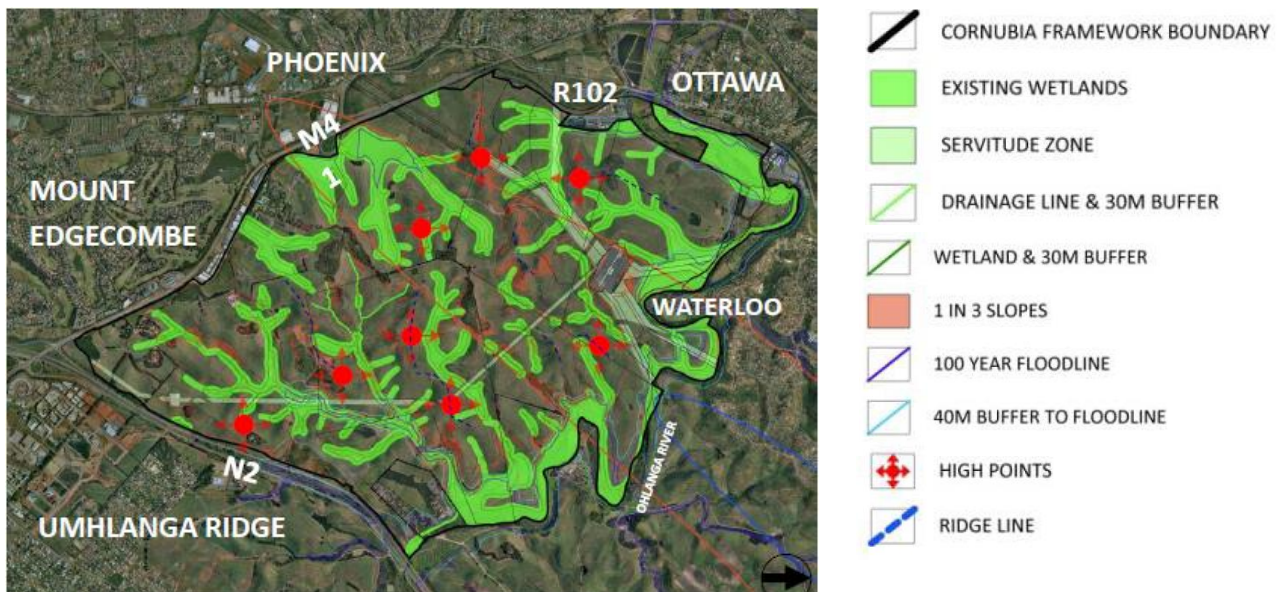 PHOENIX
OTTAWA
R102
M4
1
MOUNT
EDGECOMBE
WATERLOO
OHLANGA RIVER
N2
UMHLANGA RIDGE
CORNUBIA FRAMEWORK BOUNDARY
EXISTING WETLANDS
SERVITUDE ZONE
DRAINAGE LINE & 30M BUFFER
WETLAND & 30M BUFFER
1 IN 3 SLOPES
100 YEAR FLOODLINE
40M BUFFER TO FLOODLINE
HIGH POINTS
RIDGE LINE